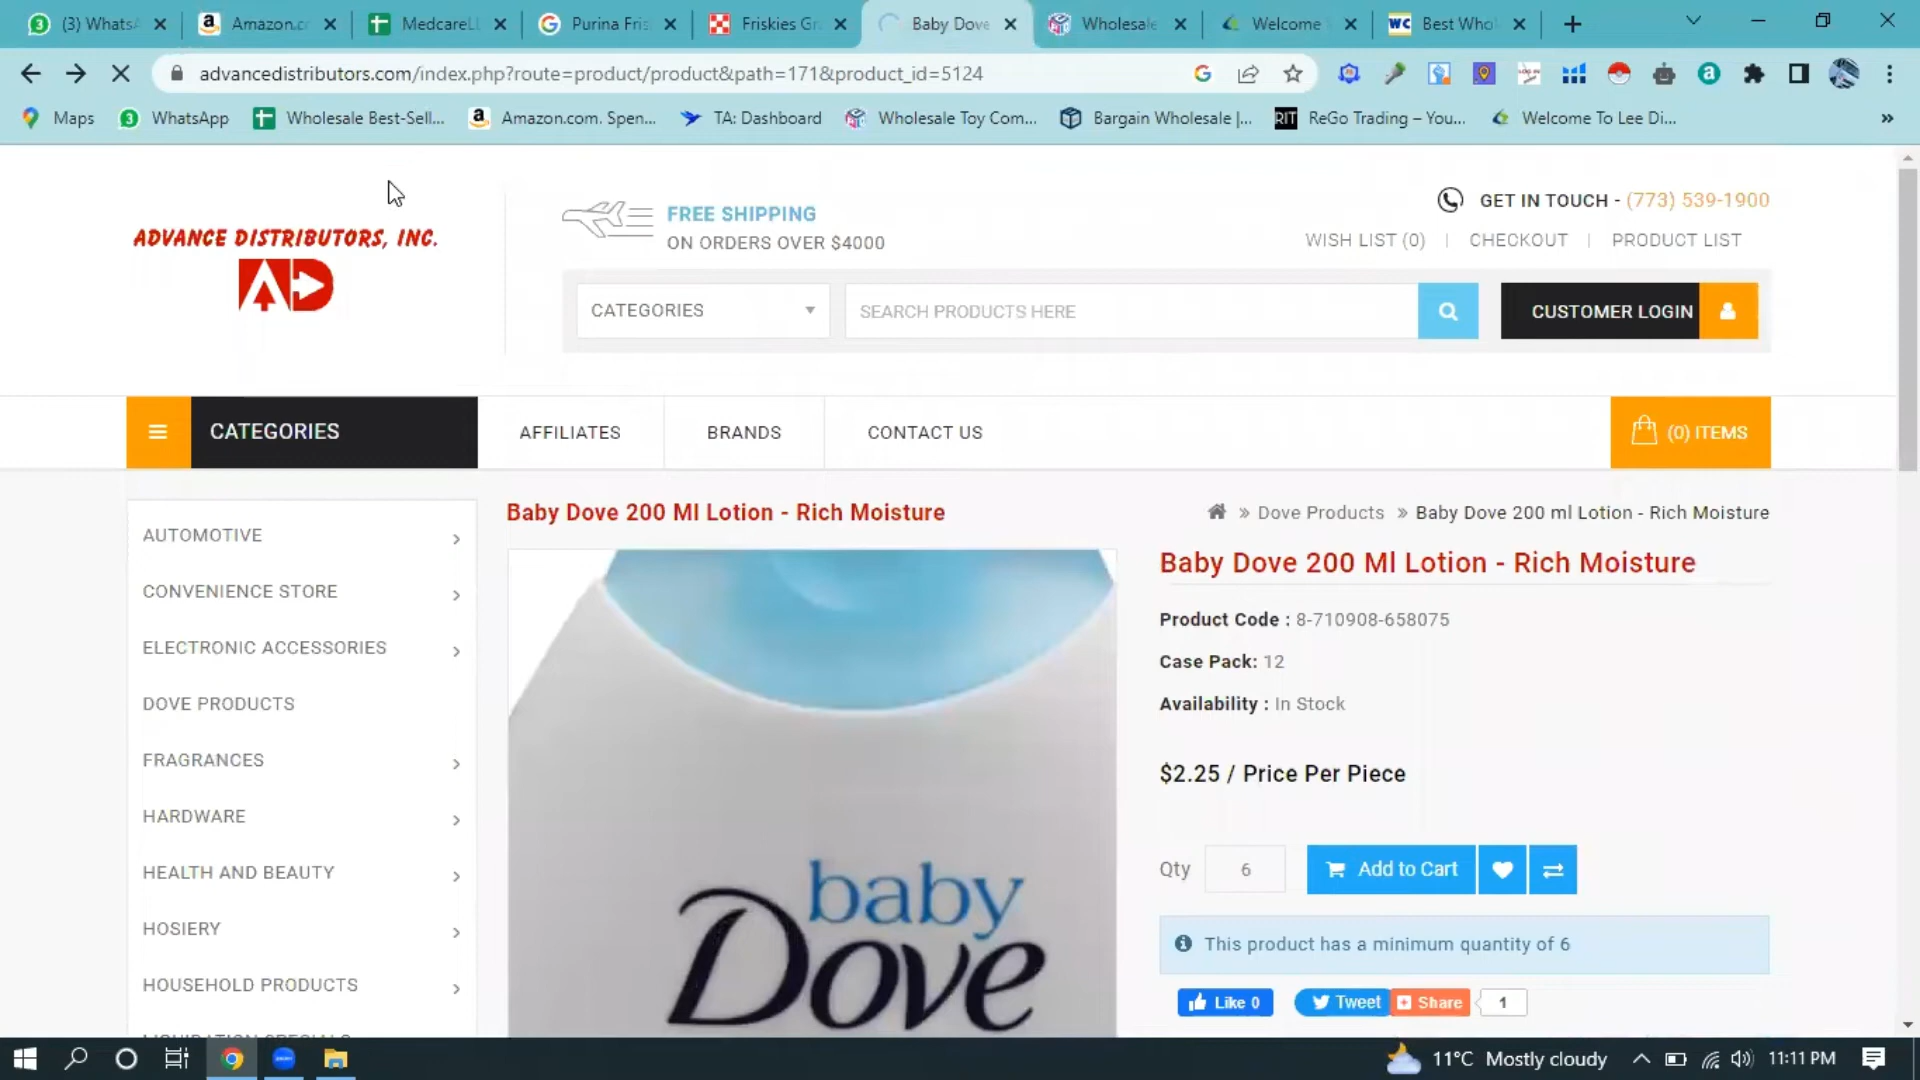 (3) WhatsA
Amazon.c
MedcareLL
Purina Fris
Friskies Gr
Baby Dove
Wholesale
Welcome
WC
Best Who
advancedistributors.com/index.php?route=product/product&path=171&product_id=5124
Maps
WhatsApp
Wholesale Best-Sell...
Amazon.com. Spen...
TA: Dashboard
Wholesale Toy Com...
Bargain Wholesale |...
RIT
ReGo Trading – You...
Welcome To Lee Di...
ADVANCE DISTRIBUTORS, INC.
AD
FREE SHIPPING
ON ORDERS OVER $4000
GET IN TOUCH - (773) 539-1900
WISH LIST (0) | CHECKOUT | PRODUCT LIST
CATEGORIES
SEARCH PRODUCTS HERE
CUSTOMER LOGIN
CATEGORIES
AFFILIATES
BRANDS
CONTACT US
(0) ITEMS
AUTOMOTIVE
CONVENIENCE STORE
ELECTRONIC ACCESSORIES
DOVE PRODUCTS
FRAGRANCES
HARDWARE
HEALTH AND BEAUTY
HOSIERY
HOUSEHOLD PRODUCTS
LIQUIDATION SPECIALS
Baby Dove 200 Ml Lotion - Rich Moisture
» Dove Products » Baby Dove 200 ml Lotion - Rich Moisture
baby
Dove
Baby Dove 200 Ml Lotion - Rich Moisture
Product Code : 8-710908-658075
Case Pack: 12
Availability : In Stock
$2.25 / Price Per Piece
Qty 6 Add to Cart
This product has a minimum quantity of 6
Like 0 Tweet Share 1
11°C Mostly cloudy
11:11 PM